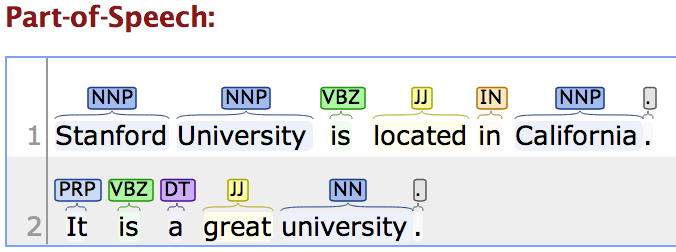 Part-of-Speech:
NNP NNP VBZ JJ IN NNP .
1 Stanford University is located in California .
PRP VBZ DT JJ NN .
2 It is a great university .